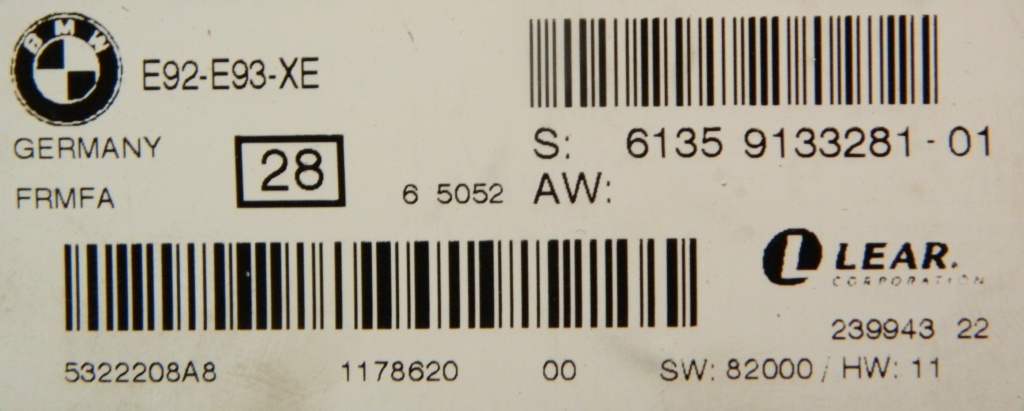 BMW
E92-E93-XE
GERMANY
FRMFA
28
6 5052
S: 6135 9133281-01
AW:
LEAR.
CORPORATION
239943 22
5322208A8 1178620 00 SW: 82000 / HW: 11